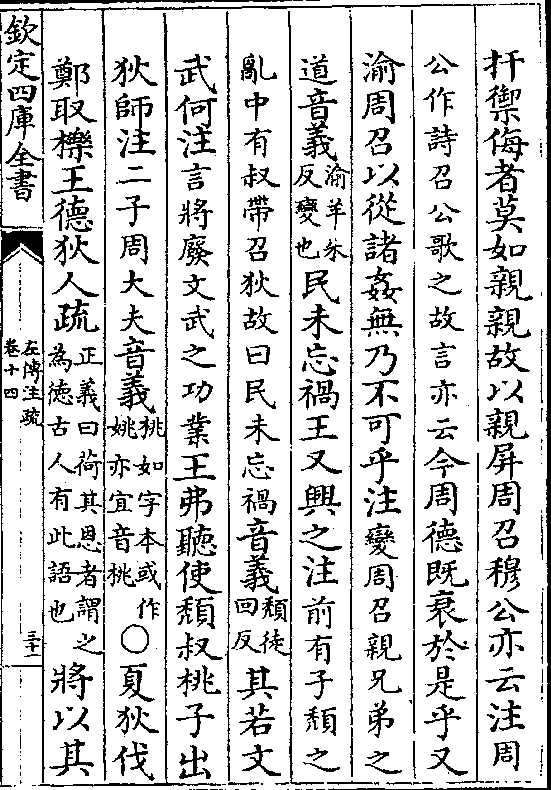 扞禦侮者莫如親親故以親屏周召穆公亦云注周
公作詩召公歌之故言亦云今周德既衰於是乎又
渝周召以從諸姦無乃不可乎注變周召親兄弟之
道音義渝羊朱反變也民未忘禍王又興之注前有子頽之
亂中有叔帶召狄故曰民未忘禍音義頽徒回反其若文
武何注言將廢文武之功業王弗聽使頽叔桃子出
狄師注二子周大夫音義桃如字本或作姚亦宜音桃〇夏狄伐
鄭取櫟王德狄人疏正義曰荷其恩者謂之為德古人有此語也將以其
欽定四庫全書
左傳注疏
卷十四
三十一